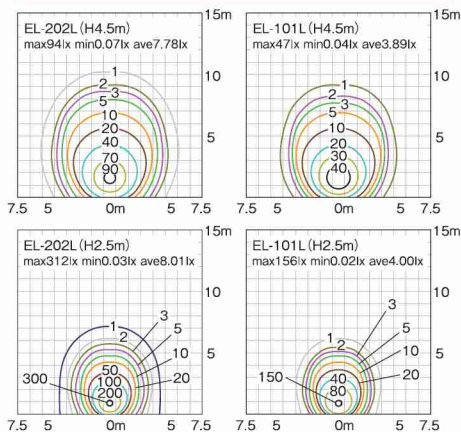 EL-202L (H4.5m)
max94lx min0.07lx ave7.78lx
15m
10
5
1
2
3
5
10
20
40
70
90
7.5 5 0m 5 7.5
EL-101L (H4.5m)
max47lx min0.04lx ave3.89lx
15m
10
5
1
2
3
5
10
20
30
40
7.5 5 0m 5 7.5
EL-202L (H2.5m)
max312lx min0.03lx ave8.01lx
15m
10
5
1
2
3
5
10
20
50
100
200
300
7.5 5 0m 5 7.5
EL-101L (H2.5m)
max156lx min0.02lx ave4.00lx
15m
10
5
1
2
3
5
10
20
40
80
150
7.5 5 0m 5 7.5